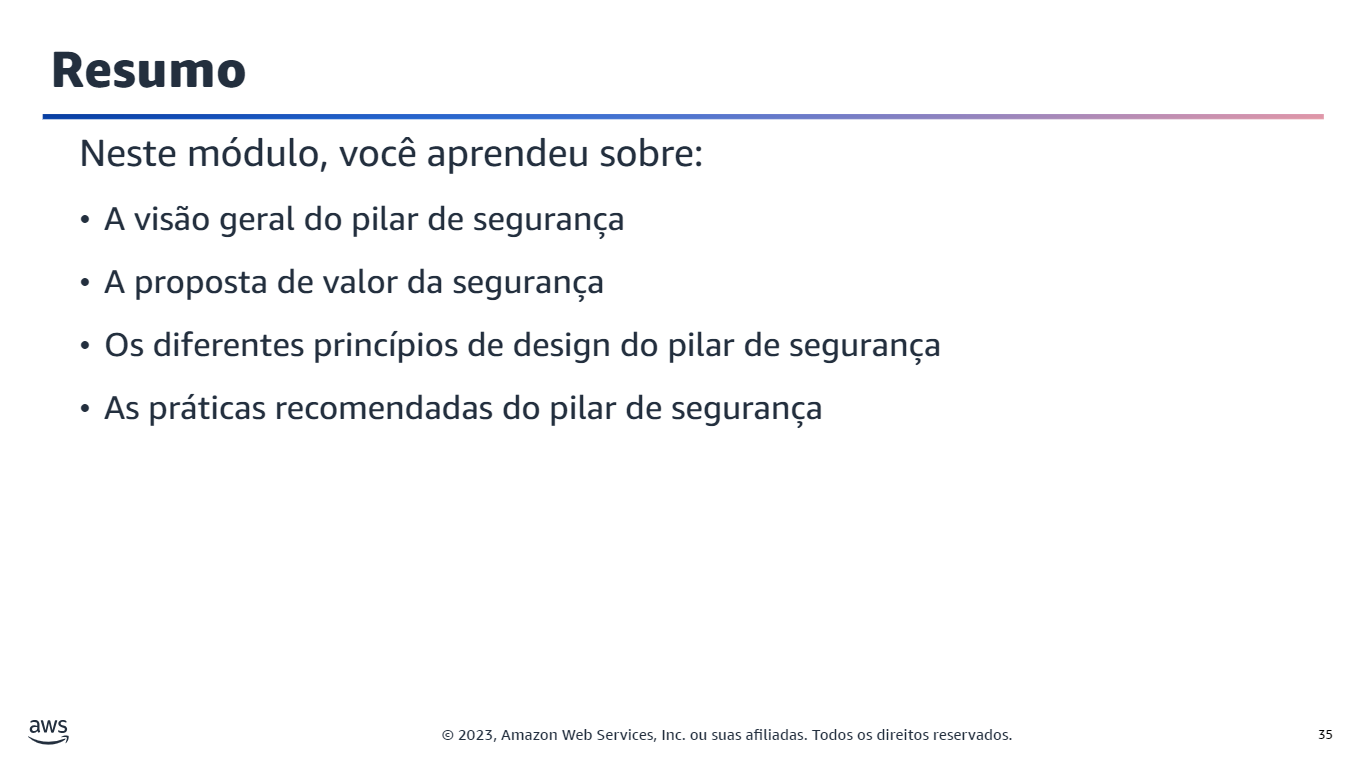 Resumo
Neste módulo, você aprendeu sobre:
• A visão geral do pilar de segurança
• A proposta de valor da segurança
• Os diferentes princípios de design do pilar de segurança
• As práticas recomendadas do pilar de segurança
aws
© 2023, Amazon Web Services, Inc. ou suas afiliadas. Todos os direitos reservados.
35